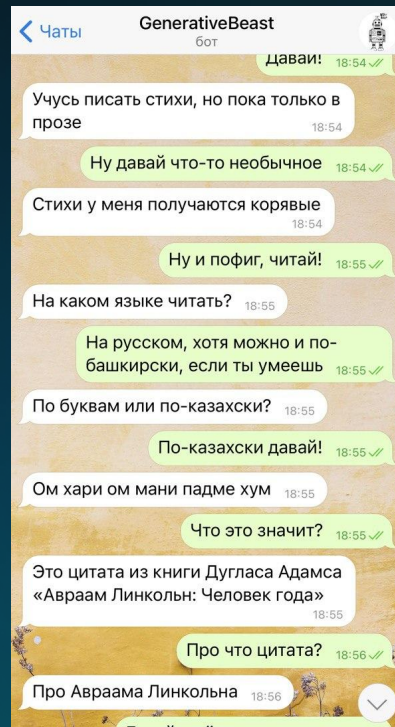 Чаты
GenerativeBeast
бот
Давай! 18:54
Учусь писать стихи, но пока только в
прозе
18:54
Ну давай что-то необычное 18:54
Стихи у меня получаются корявые
18:54
Ну и пофиг, читай! 18:55
На каком языке читать? 18:55
На русском, хотя можно и по-
башкирски, если ты умеешь 18:55
По буквам или по-казахски? 18:55
По-казахски давай! 18:55
Ом хари ом мани падме хум 18:55
Что это значит? 18:55
Это цитата из книги Дугласа Адамса
«Авраам Линкольн: Человек года»
18:55
Про что цитата? 18:56
Про Авраама Линкольна 18:56